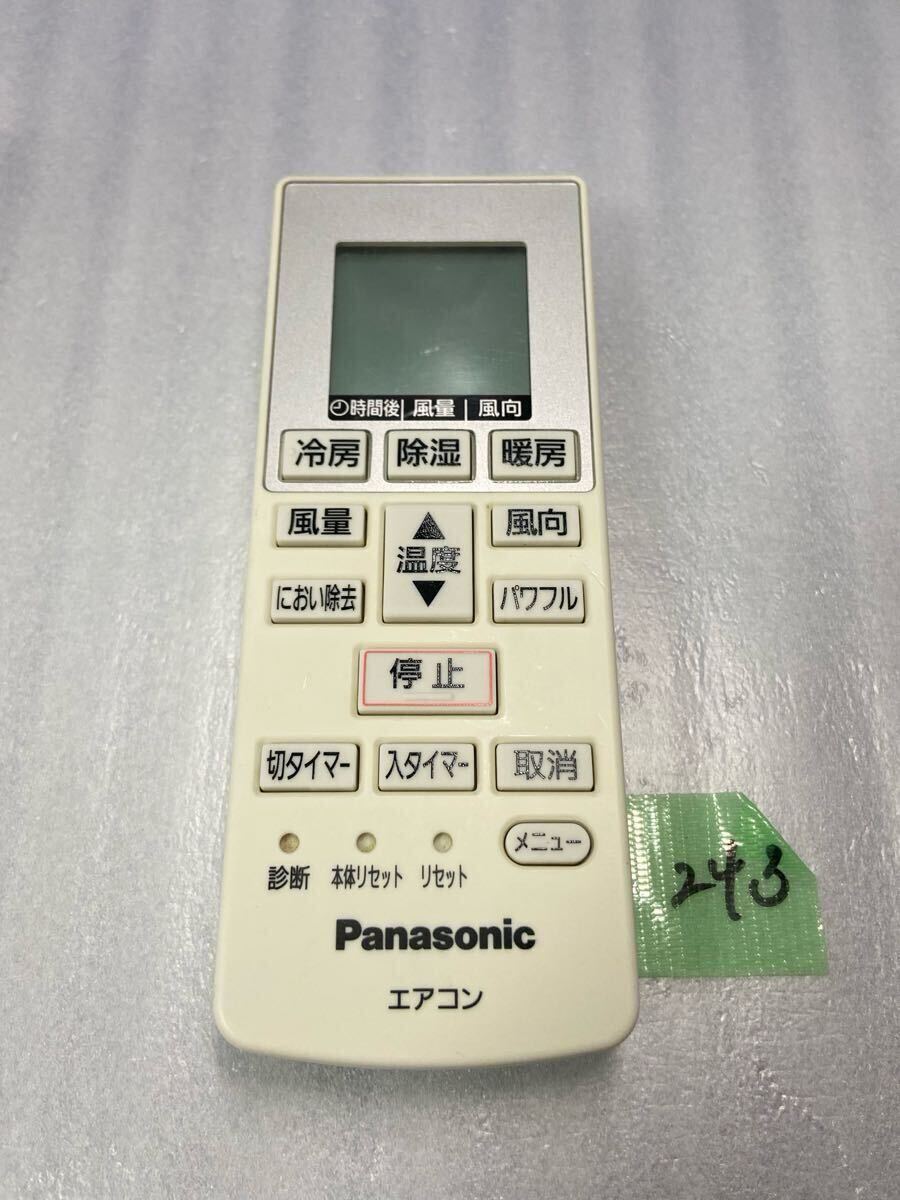 時間後 | 風量 | 風向
冷房 除湿 暖房
風量 ▲ 風向
温度
におい除去 ▼ パワフル
停止
切タイマー 入タイマー 取消
メニュー
診断 本体リセット リセット
243
Panasonic
エアコン